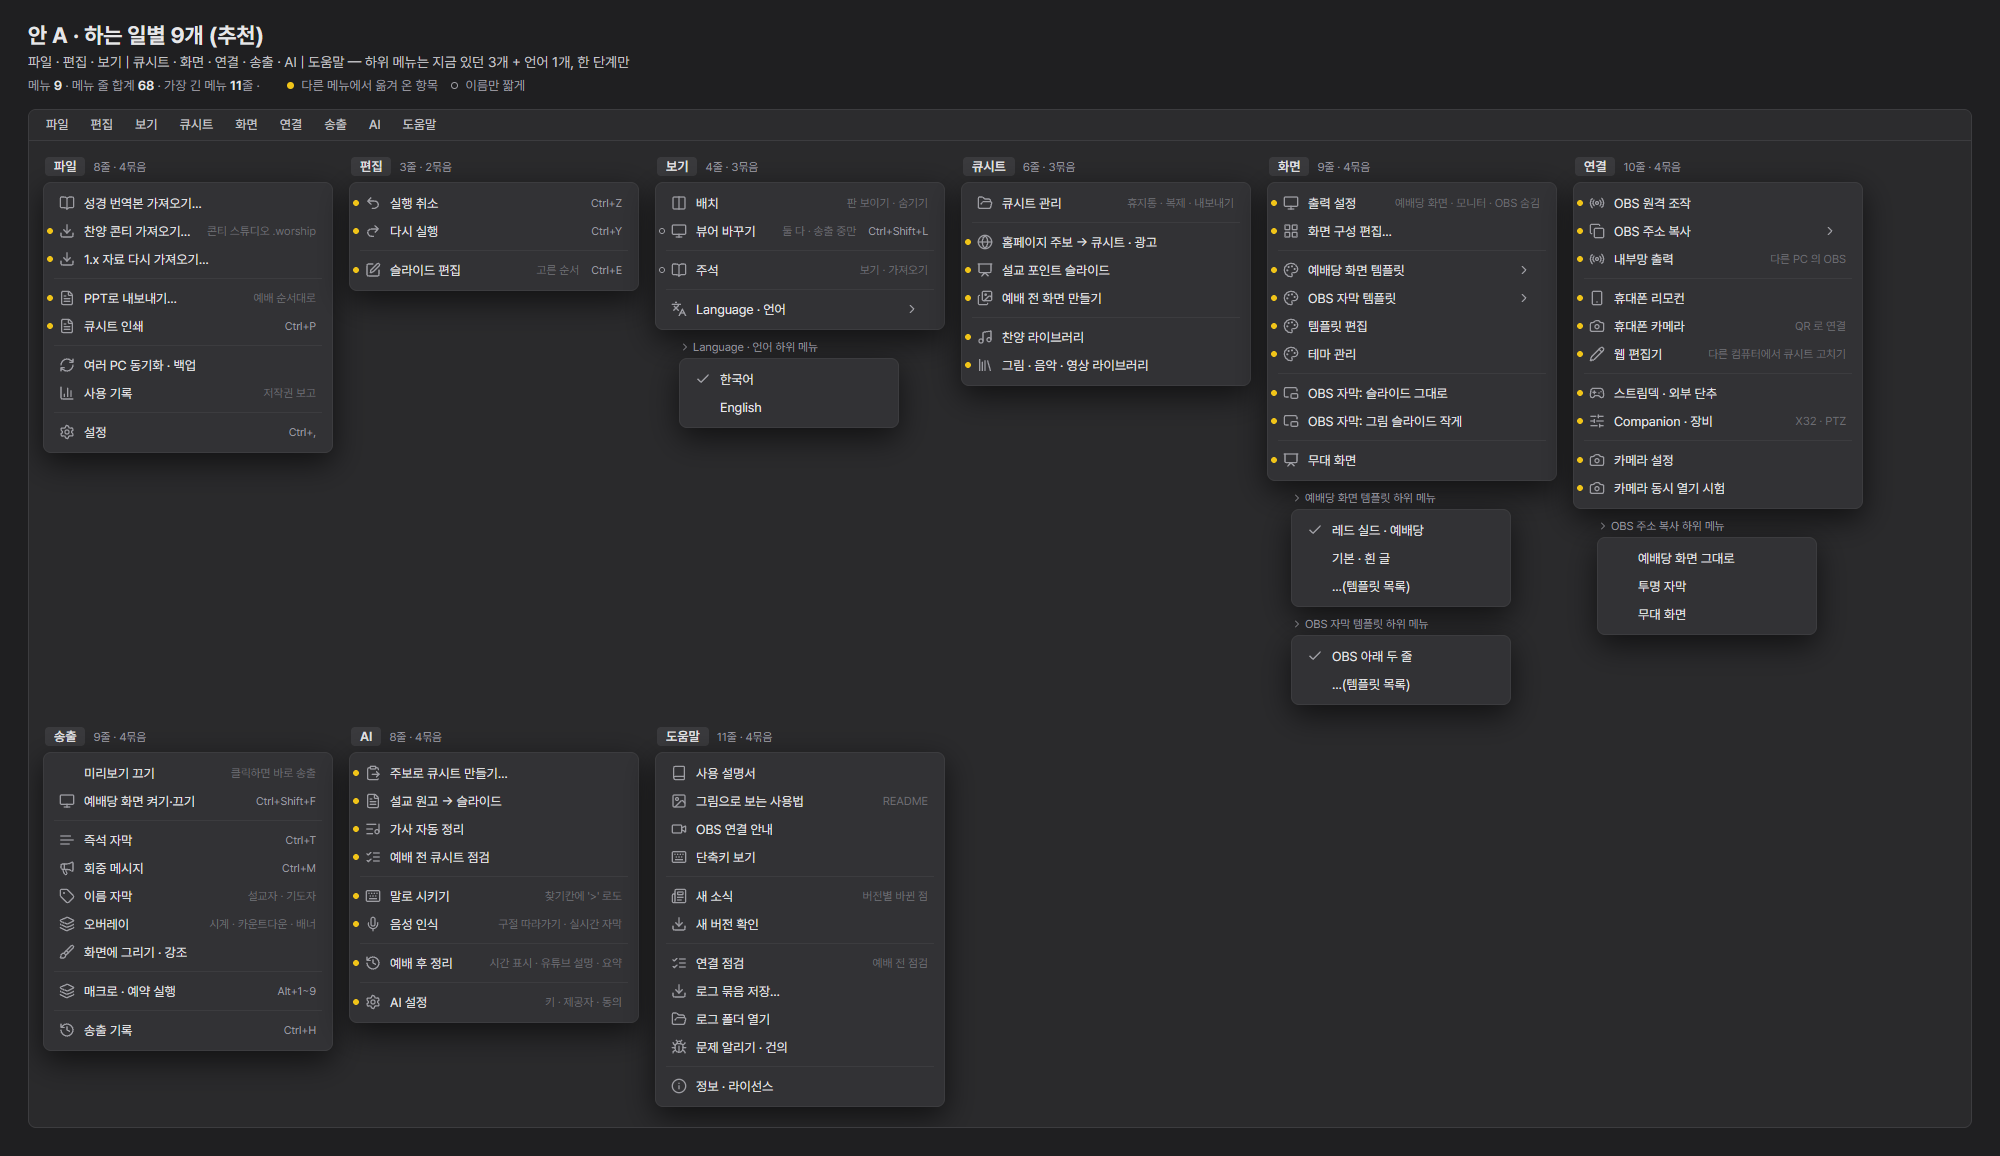 안 A · 하는 일별 9개 (추천)
파일 · 편집 · 보기 | 큐시트 · 화면 · 연결 · 송출 · AI | 도움말 — 하위 메뉴는 지금 있던 3개 + 언어 1개, 한 단계만
메뉴 9 · 메뉴 줄 합계 68 · 가장 긴 메뉴 11줄 · 다른 메뉴에서 옮겨 온 항목 이름만 짧게
파일 편집 보기 큐시트 화면 연결 송출 AI 도움말
파일 8줄 · 4묶음
성경 번역본 가져오기...
찬양 콘티 가져오기... 콘티 스튜디오 .worship
1.x 자료 다시 가져오기...
PPT로 내보내기... 예배 순서대로
큐시트 인쇄 Ctrl+P
여러 PC 동기화 · 백업
사용 기록 저작권 보고
설정 Ctrl+,
편집 3줄 · 2묶음
실행 취소 Ctrl+Z
다시 실행 Ctrl+Y
슬라이드 편집 고른 순서 Ctrl+E
보기 4줄 · 3묶음
배치 판 보이기 · 숨기기
뷰어 바꾸기 둘 다 · 송출 중만 Ctrl+Shift+L
주석 보기 · 가져오기
Language · 언어
Language · 언어 하위 메뉴
한국어
English
큐시트 6줄 · 3묶음
큐시트 관리 휴지통 · 복제 · 내보내기
홈페이지 주보 → 큐시트 · 광고
설교 포인트 슬라이드
예배 전 화면 만들기
찬양 라이브러리
그림 · 음악 · 영상 라이브러리
화면 9줄 · 4묶음
출력 설정 예배당 화면 · 모니터 · OBS 숨김
화면 구성 편집...
예배당 화면 템플릿
OBS 자막 템플릿
템플릿 편집
테마 관리
OBS 자막: 슬라이드 그대로
OBS 자막: 그림 슬라이드 작게
무대 화면
예배당 화면 템플릿 하위 메뉴
레드 실드 · 예배당
기본 · 흰 글
...(템플릿 목록)
OBS 자막 템플릿 하위 메뉴
OBS 아래 두 줄
...(템플릿 목록)
연결 10줄 · 4묶음
OBS 원격 조작
OBS 주소 복사
내부망 출력 다른 PC 의 OBS
휴대폰 리모컨
휴대폰 카메라 QR 로 연결
웹 편집기 다른 컴퓨터에서 큐시트 고치기
스트림덱 · 외부 단추
Companion · 장비 X32 · PTZ
카메라 설정
카메라 동시 열기 시험
OBS 주소 복사 하위 메뉴
예배당 화면 그대로
투명 자막
무대 화면
송출 9줄 · 4묶음
미리보기 끄기 클릭하면 바로 송출
예배당 화면 켜기·끄기 Ctrl+Shift+F
즉석 자막 Ctrl+T
회중 메시지 Ctrl+M
이름 자막 설교자 · 기도자
오버레이 시계 · 카운트다운 · 배너
화면에 그리기 · 강조
매크로 · 예약 실행 Alt+1~9
송출 기록 Ctrl+H
AI 8줄 · 4묶음
주보로 큐시트 만들기...
설교 원고 → 슬라이드
가사 자동 정리
예배 전 큐시트 점검
말로 시키기 찾기칸에 '>' 로도
음성 인식 구절 따라가기 · 실시간 자막
예배 후 정리 시간 표시 · 유튜브 설명 · 요약
AI 설정 키 · 제공자 · 동의
도움말 11줄 · 4묶음
사용 설명서
그림으로 보는 사용법 README
OBS 연결 안내
단축키 보기
새 소식 버전별 바뀐 점
새 버전 확인
연결 점검 예배 전 점검
로그 묶음 저장...
로그 폴더 열기
문제 알리기 · 건의
정보 · 라이선스